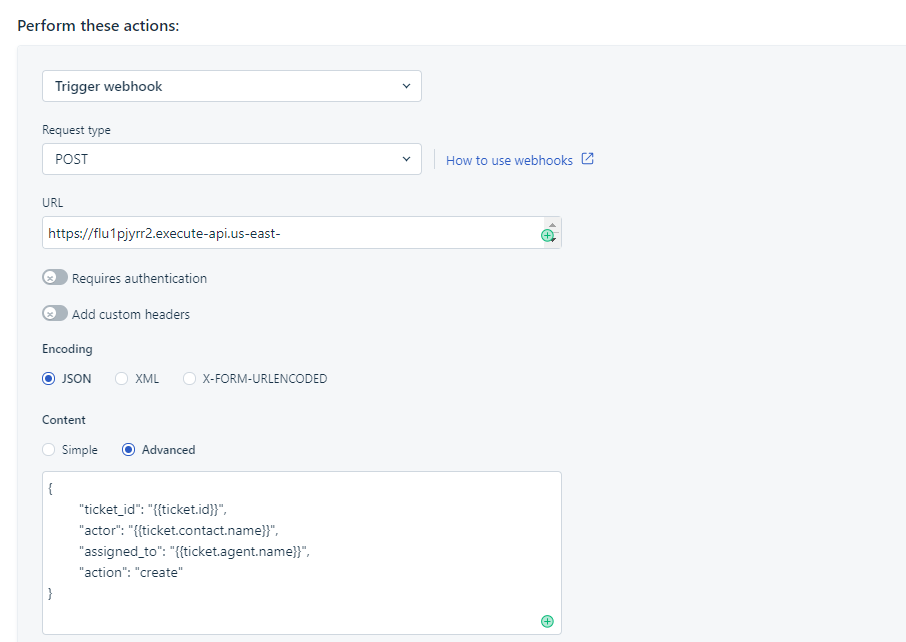 Perform these actions:
Trigger webhook
Request type
POST
How to use webhooks
URL
https://flu1pjyrr2.execute-api.us-east-
Requires authentication
Add custom headers
Encoding
JSON XML X-FORM-URLENCODED
Content
Simple Advanced
{
"ticket_id": "{{ticket.id}}",
"actor": "{{ticket.contact.name}}",
"assigned_to": "{{ticket.agent.name}}",
"action": "create"
}